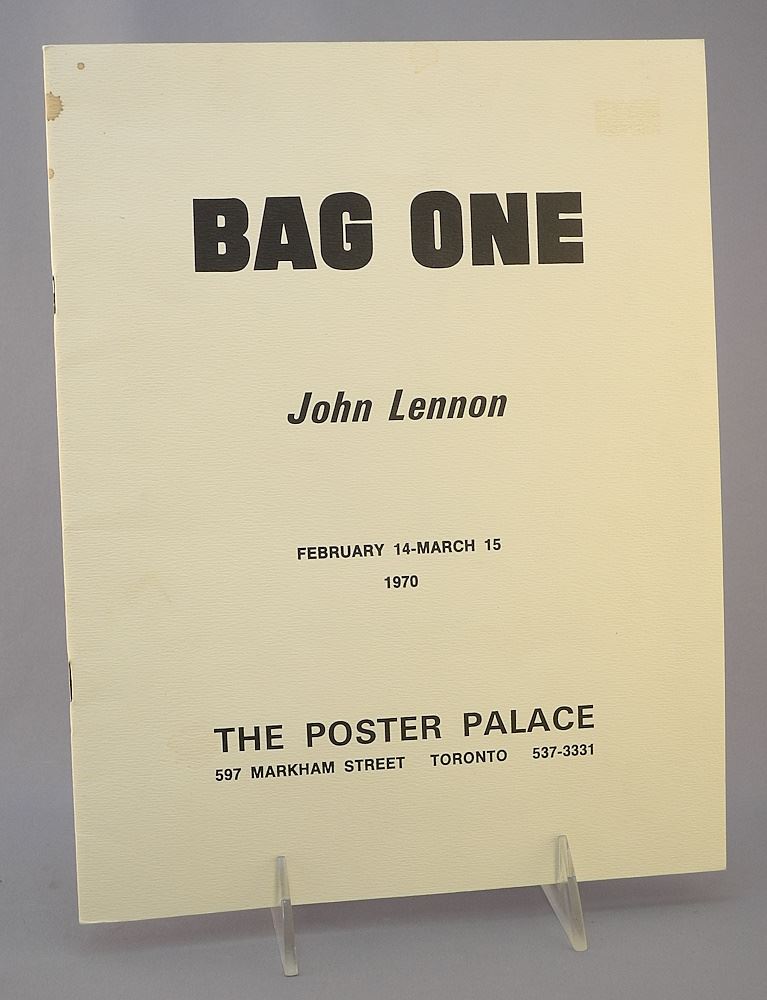 BAG ONE
John Lennon
FEBRUARY 14-MARCH 15
1970
THE POSTER PALACE
597 MARKHAM STREET TORONTO 537-3331